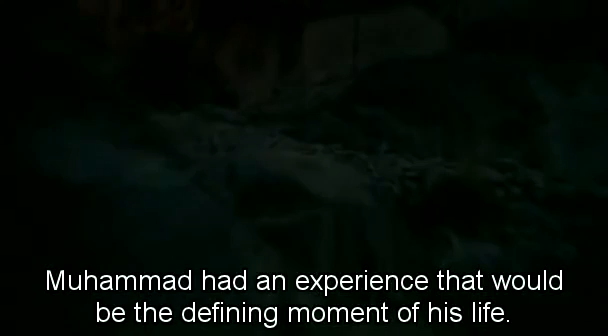 Muhammad had an experience that would
be the defining moment of his life.